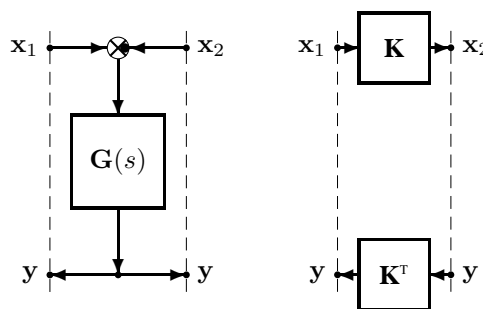 x₁ x₂ x₁ K x₂
G(s)
y y y Kᵀ y